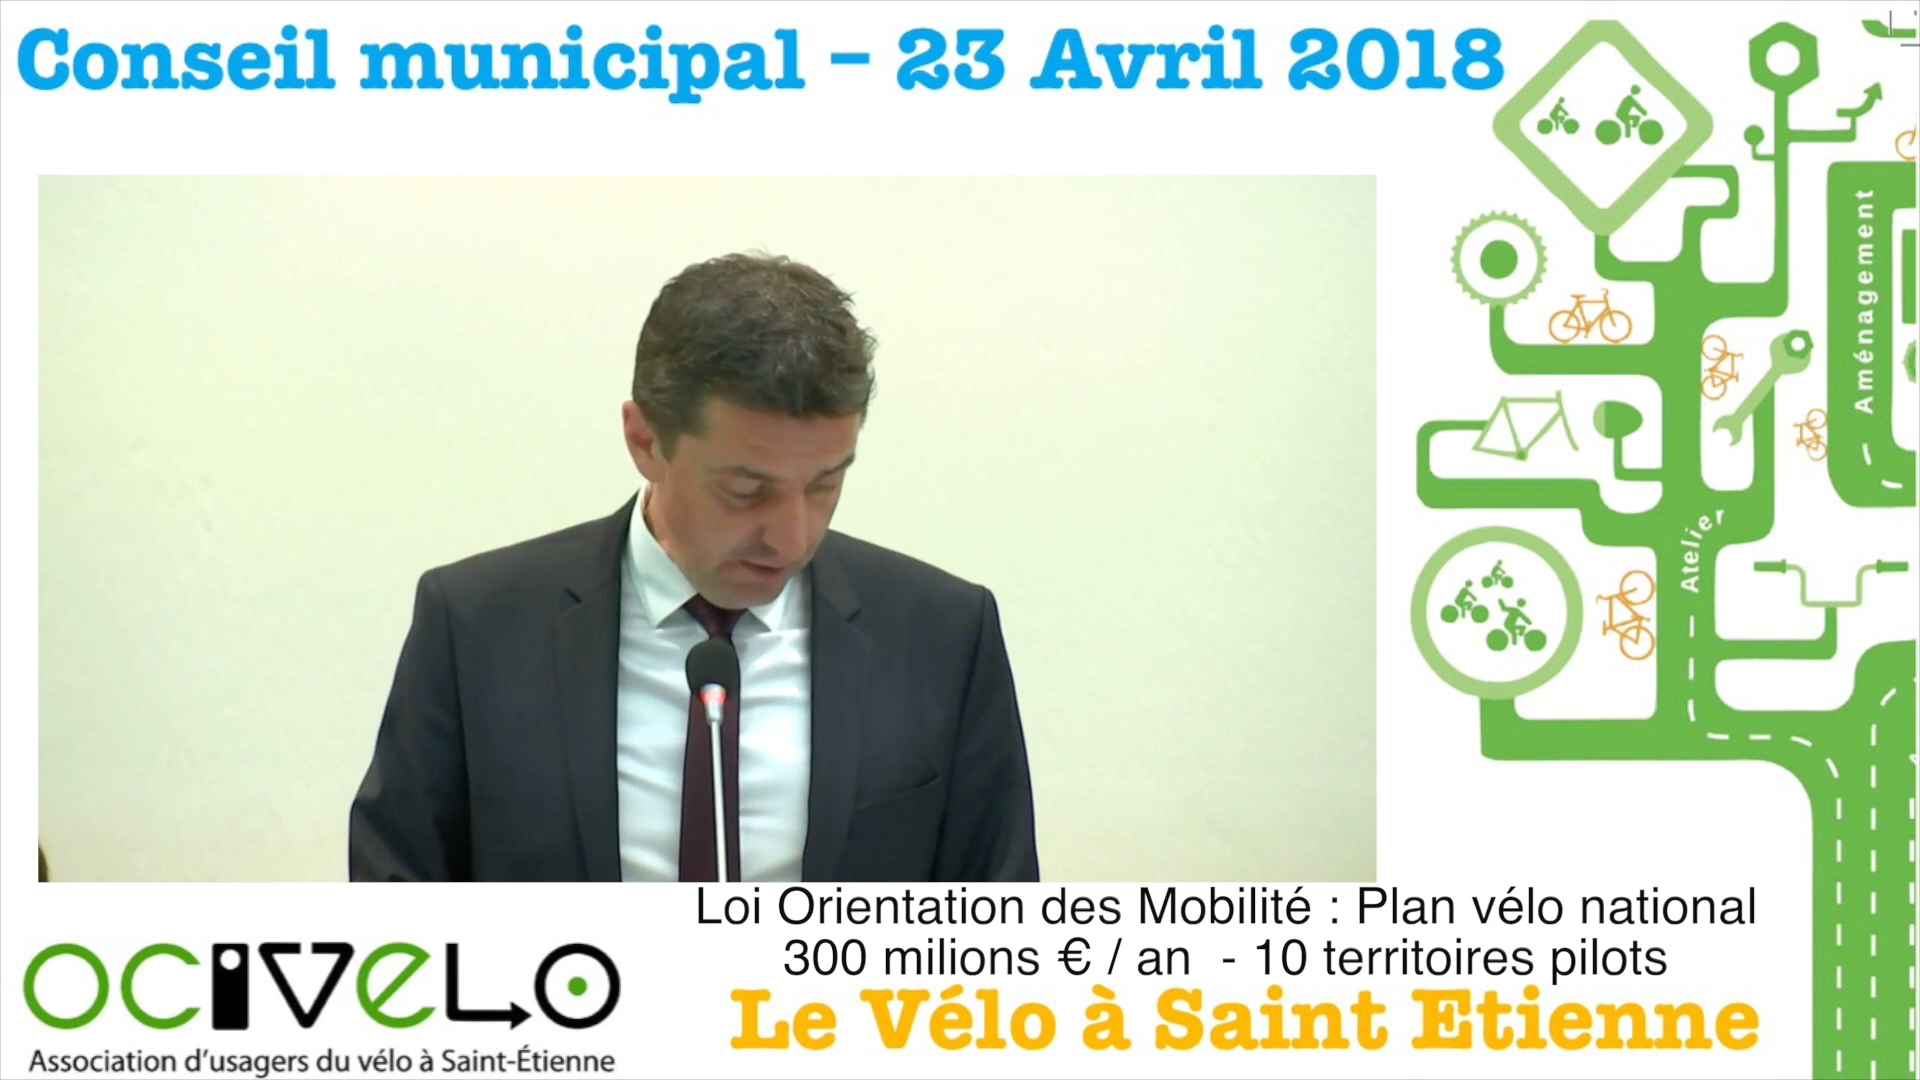 Conseil municipal – 23 Avril 2018
Aménagement
Atelier
Loi Orientation des Mobilité : Plan vélo national
300 milions € / an - 10 territoires pilots
OCIVELO
Le Vélo à Saint Etienne
Association d'usagers du vélo à Saint-Étienne